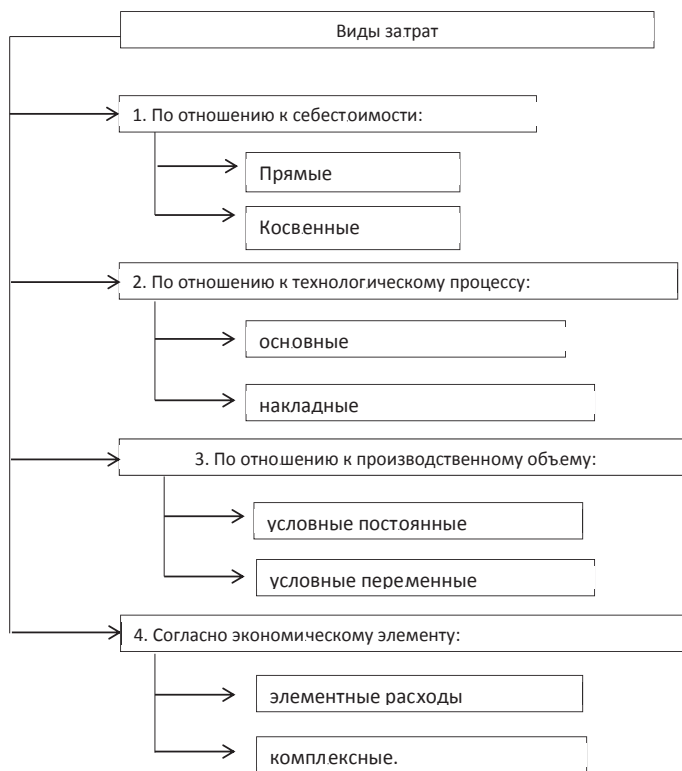 Виды затрат
1. По отношению к себестоимости:
Прямые
Косвенные
2. По отношению к технологическому процессу:
основные
накладные
3. По отношению к производственному объему:
условные постоянные
условные переменные
4. Согласно экономическому элементу:
элементные расходы
комплексные.